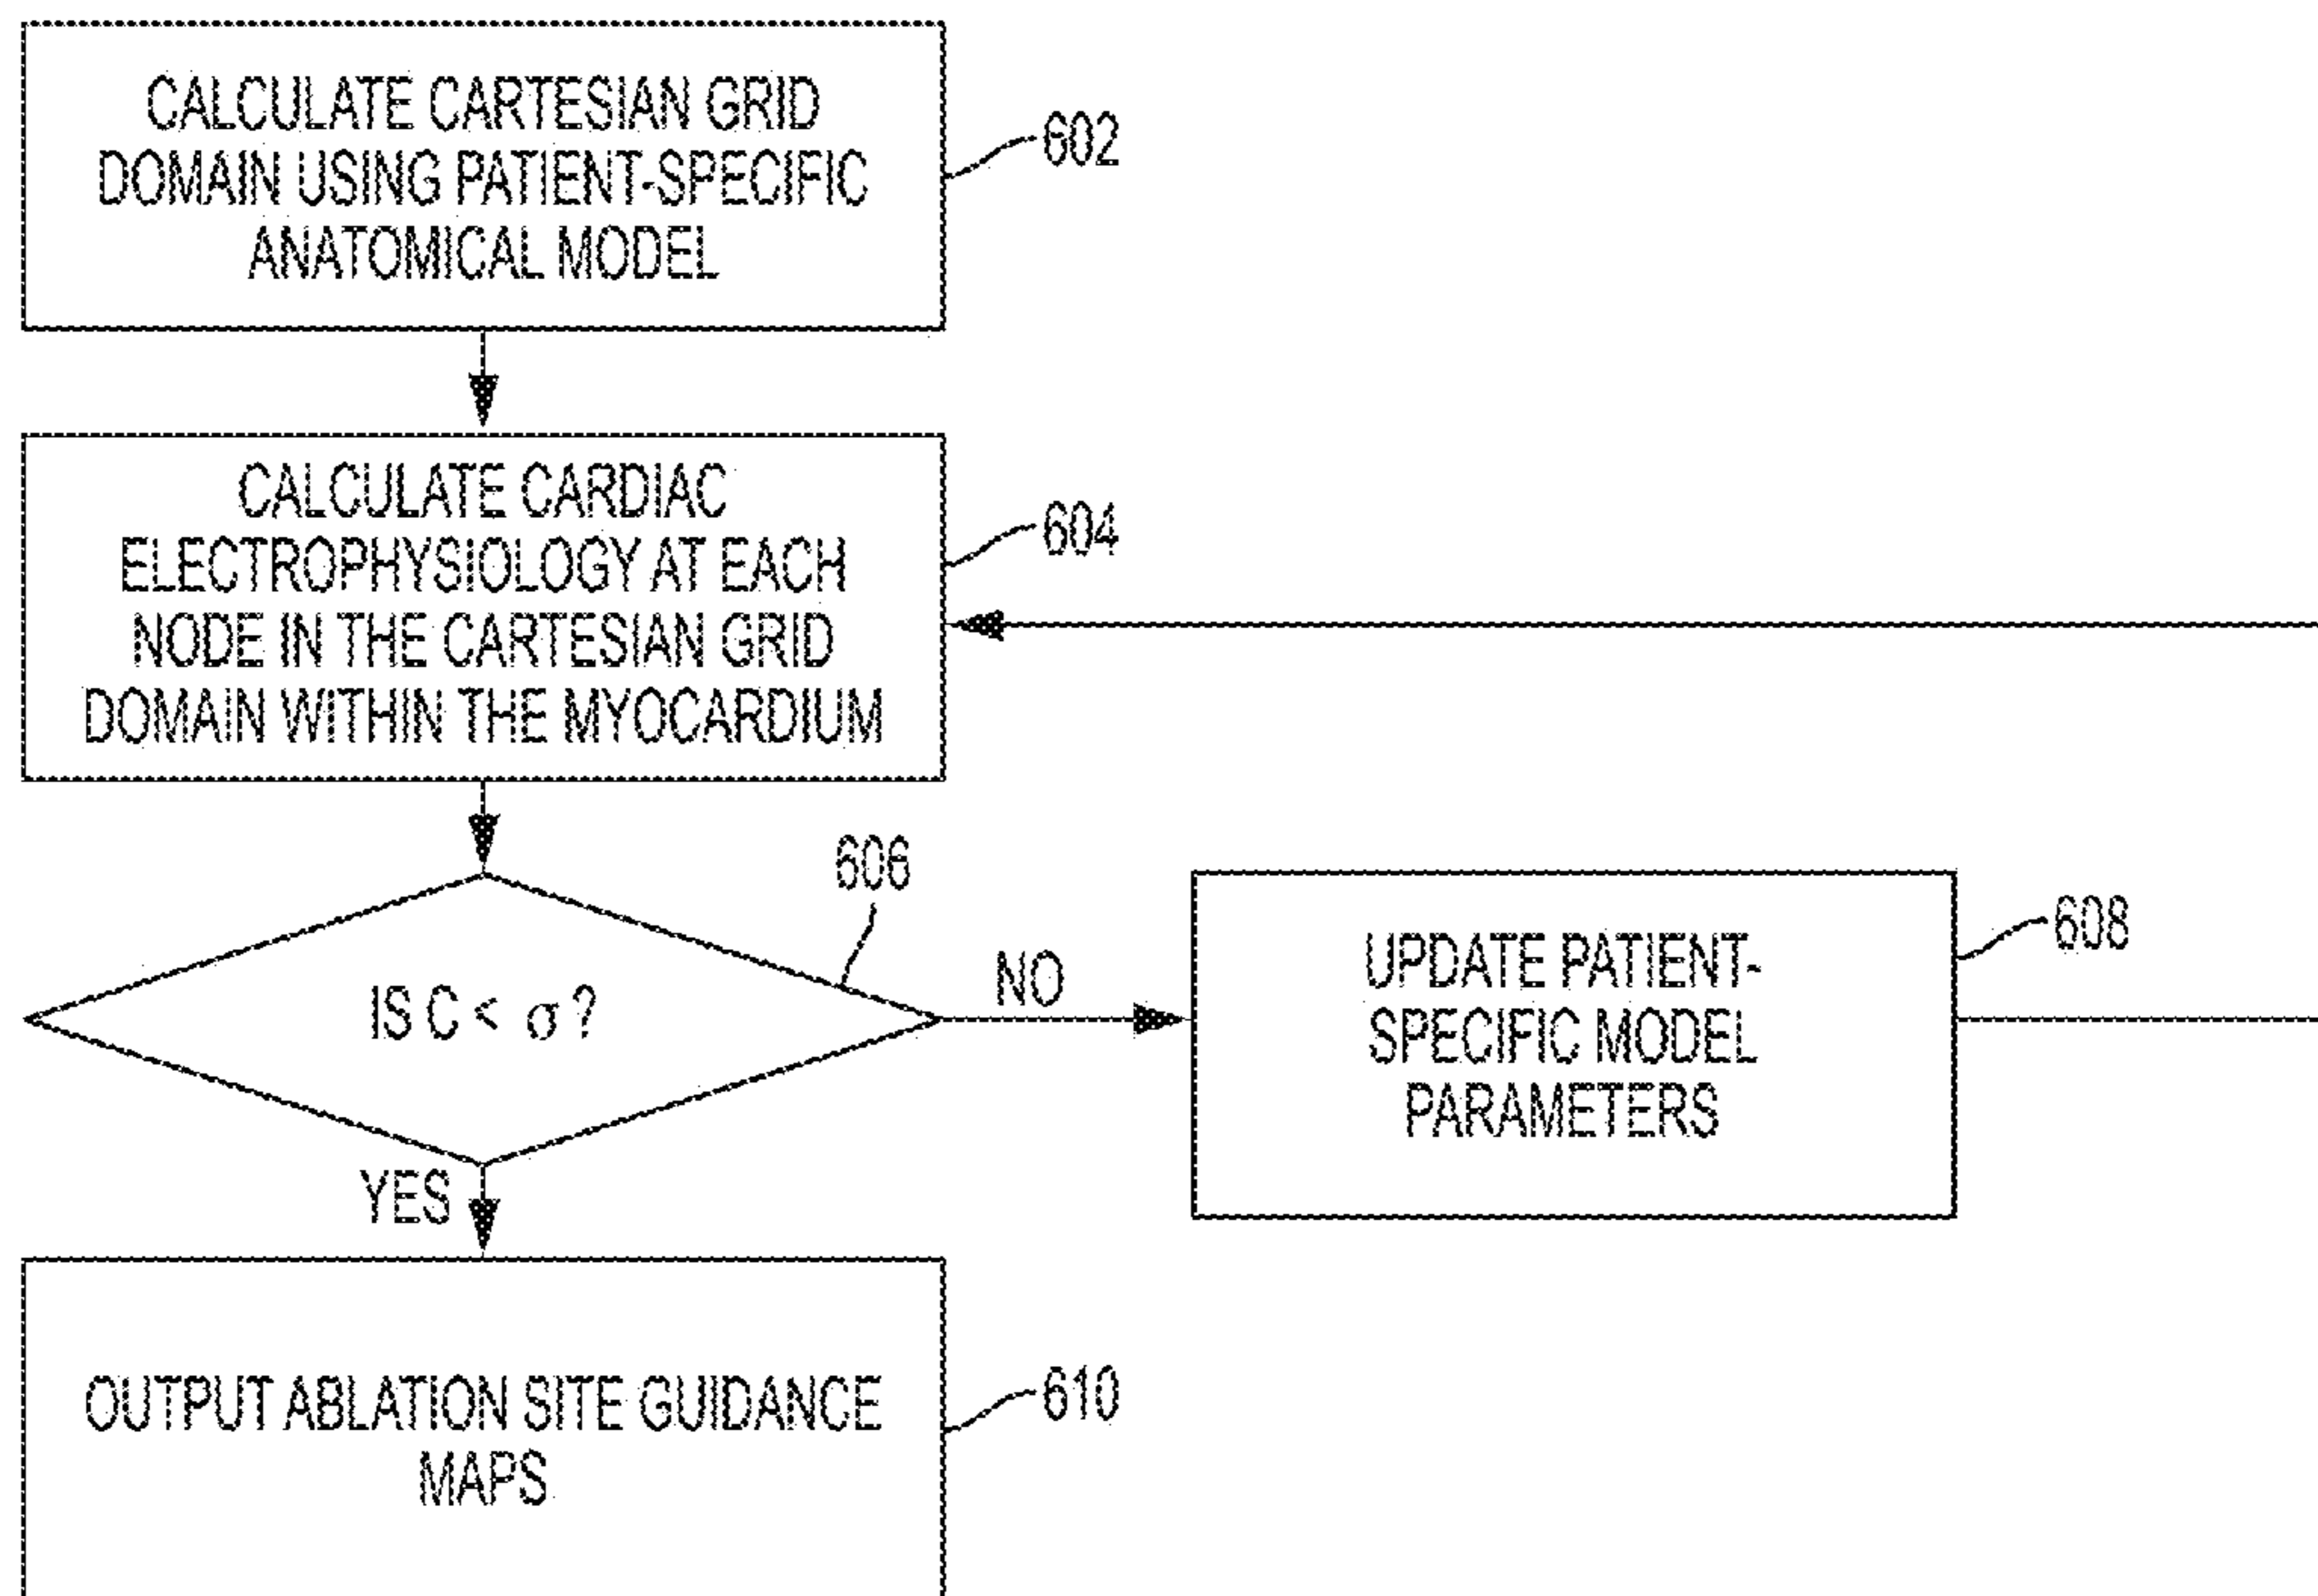 CALCULATE CARTESIAN GRID
DOMAIN USING PATIENT-SPECIFIC
ANATOMICAL MODEL
602
CALCULATE CARDIAC
ELECTROPHYSIOLOGY AT EACH
NODE IN THE CARTESIAN GRID
DOMAIN WITHIN THE MYOCARDIUM
604
606
IS C < σ ?
NO
UPDATE PATIENT-
SPECIFIC MODEL
PARAMETERS
608
YES
OUTPUT ABLATION SITE GUIDANCE
MAPS
610